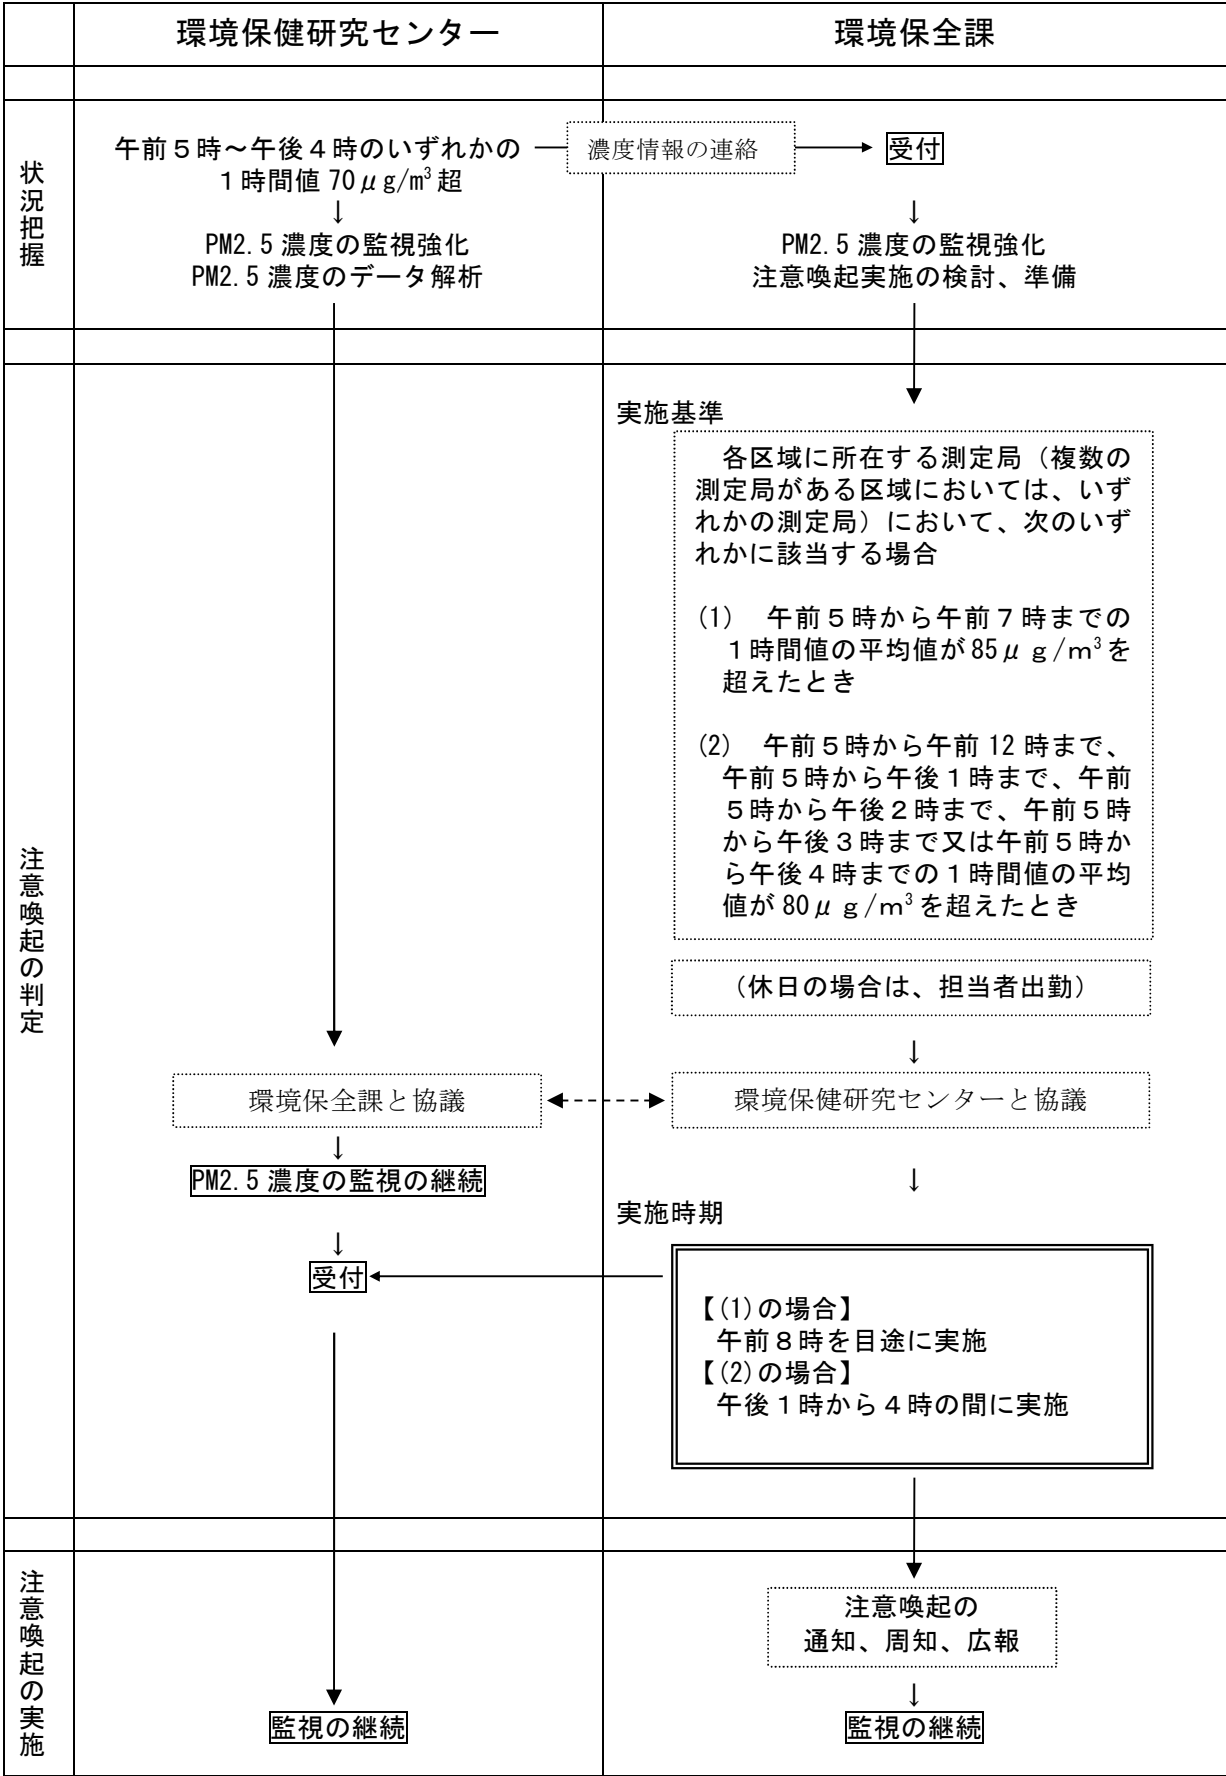 環境保健研究センター
環境保全課
状況把握
午前５時～午後４時のいずれかの
１時間値 70μg/m³超
濃度情報の連絡
受付
↓
↓
PM2.5 濃度の監視強化
PM2.5 濃度のデータ解析
PM2.5 濃度の監視強化
注意喚起実施の検討、準備
注意喚起の判定
実施基準
各区域に所在する測定局（複数の
測定局がある区域においては、いず
れかの測定局）において、次のいず
れかに該当する場合
(1)　午前５時から午前７時までの
１時間値の平均値が 85μｇ/ｍ³を
超えたとき
(2)　午前５時から午前 12 時まで、
午前５時から午後１時まで、午前
５時から午後２時まで、午前５時
から午後３時まで又は午前５時か
ら午後４時までの１時間値の平均
値が 80μｇ/ｍ³を超えたとき
（休日の場合は、担当者出勤）
↓
環境保全課と協議
環境保健研究センターと協議
↓
PM2.5 濃度の監視の継続
↓
実施時期
↓
受付
【(1)の場合】
午前８時を目途に実施
【(2)の場合】
午後１時から４時の間に実施
注意喚起の実施
注意喚起の
通知、周知、広報
↓
監視の継続
監視の継続